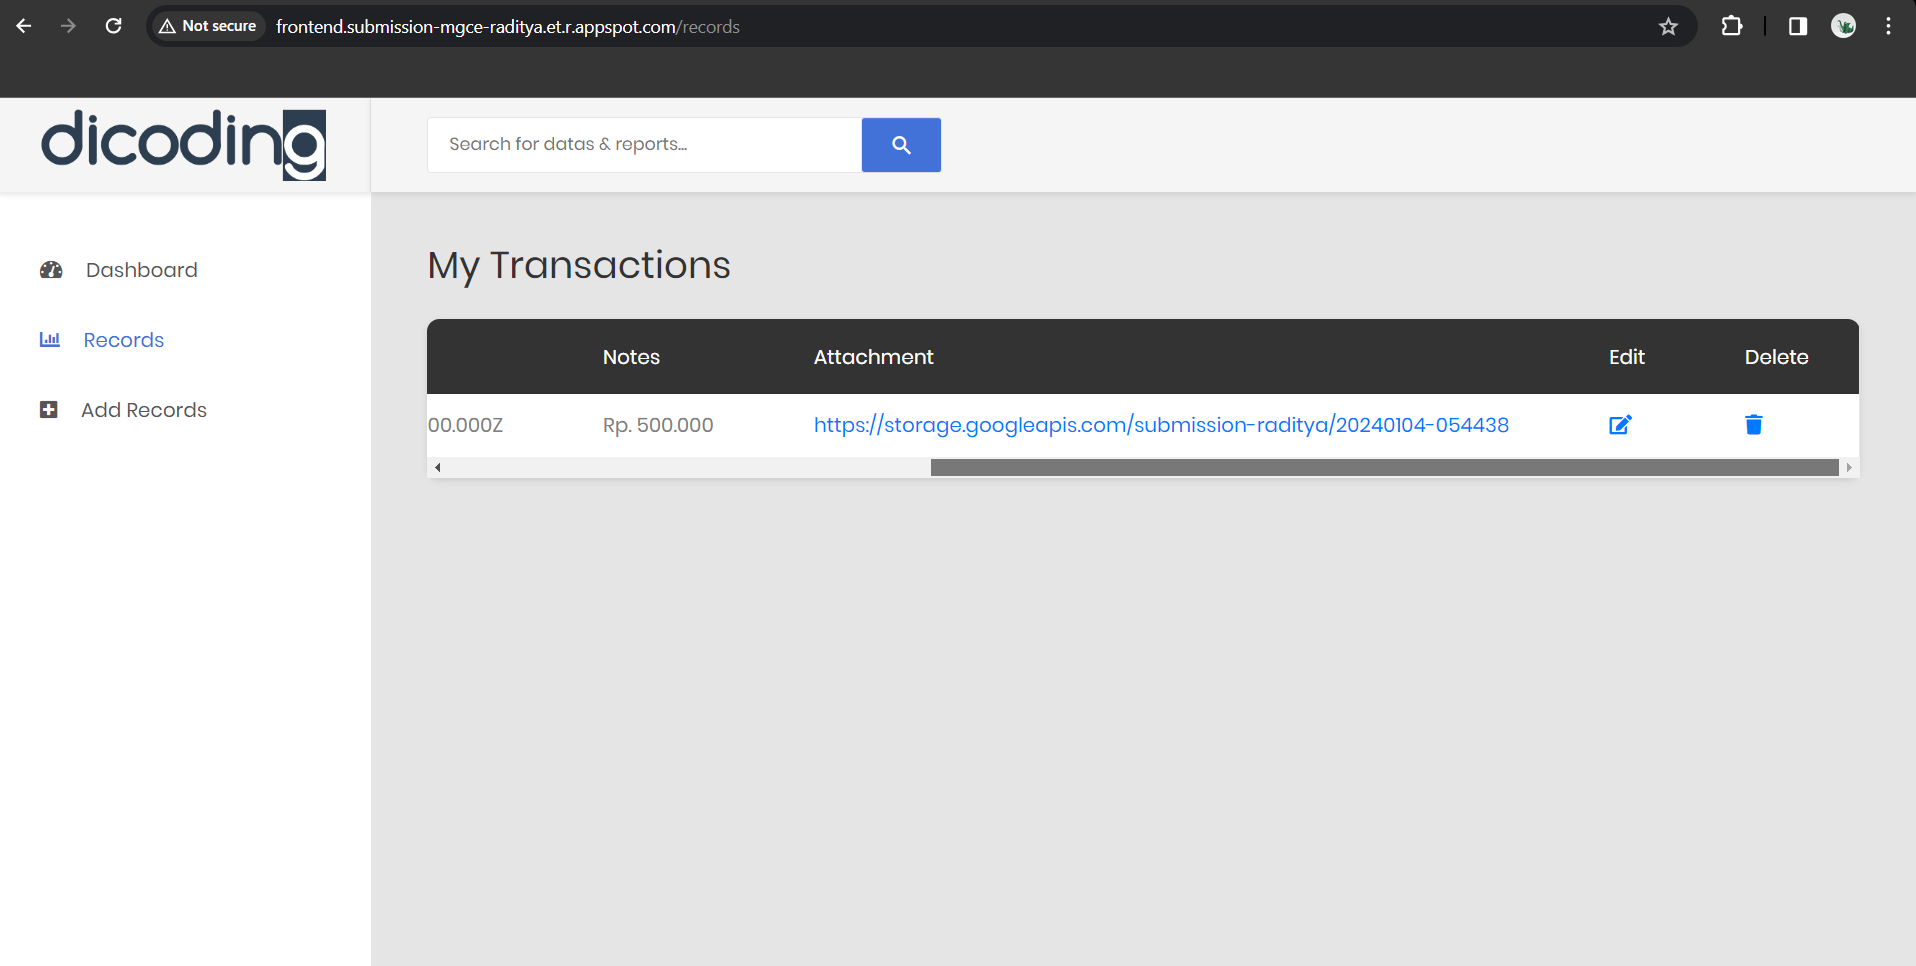 Not secure frontend.submission-mgce-raditya.et.r.appspot.com/records
dicoding
Search for datas & reports...
Dashboard
Records
Add Records
My Transactions
Notes Attachment Edit Delete
00.000Z Rp. 500.000 https://storage.googleapis.com/submission-raditya/20240104-054438